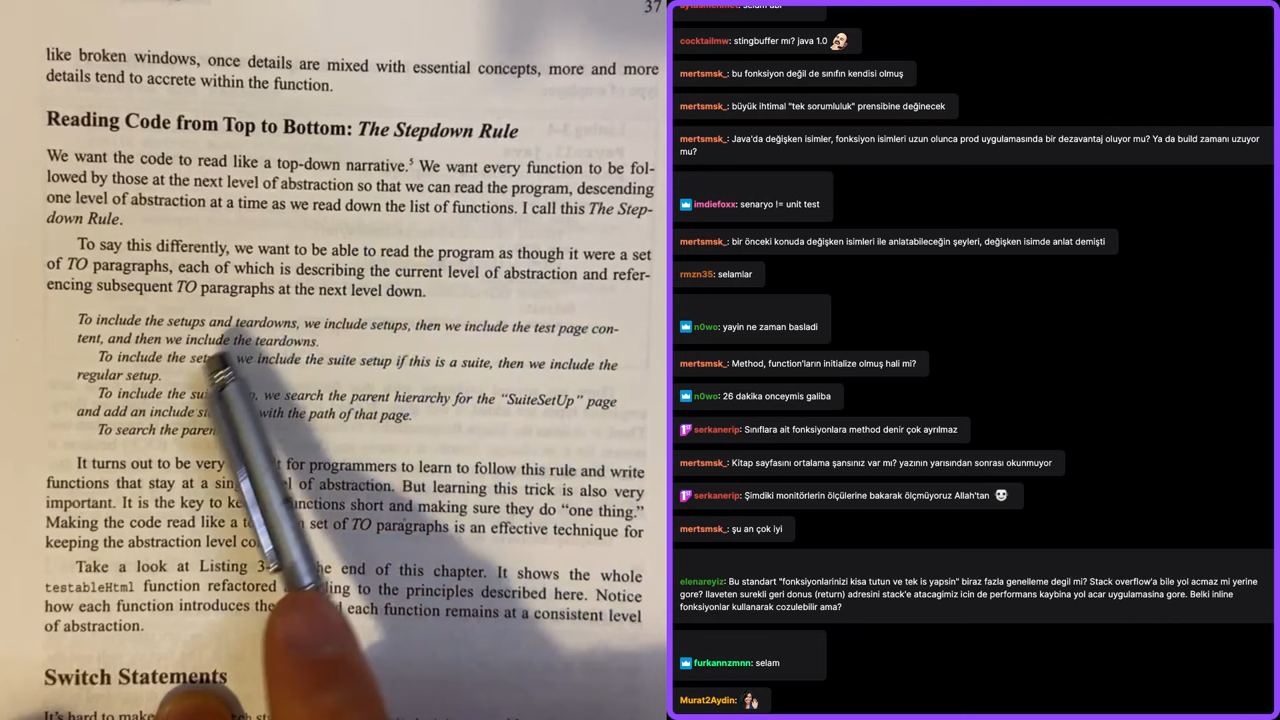 37
like broken windows, once details are mixed with essential concepts, more and more
details tend to accrete within the function.
Reading Code from Top to Bottom: The Stepdown Rule
We want the code to read like a top-down narrative.5 We want every function to be fol-
lowed by those at the next level of abstraction so that we can read the program, descending
one level of abstraction at a time as we read down the list of functions. I call this The Step-
down Rule.
To say this differently, we want to be able to read the program as though it were a set
of TO paragraphs, each of which is describing the current level of abstraction and refer-
encing subsequent TO paragraphs at the next level down.
To include the setups and teardowns, we include setups, then we include the test page con-
tent, and then we include the teardowns.
To include the we include the suite setup if this is a suite, then we include the
regular setup.
To include the we search the parent hierarchy for the “SuiteSetUp” page
and add an include with the path of that page.
To search the
It turns out to be very for programmers to learn to follow this rule and write
functions that stay at a of abstraction. But learning this trick is also very
important. It is the key to functions short and making sure they do “one thing.”
Making the code read like a set of TO paragraphs is an effective technique for
keeping the abstraction level
Take a look at Listing end of this chapter. It shows the whole
testableHtml function refactored to the principles described here. Notice
how each function introduces the each function remains at a consistent level
of abstraction.
Switch Statements
It's hard to make
cocktailmw: stingbuffer mı? java 1.0
mertsmsk_: bu fonksiyon değil de sınıfın kendisi olmuş
mertsmsk_: büyük ihtimal "tek sorumluluk" prensibine değinecek
mertsmsk_: Java'da değişken isimler, fonksiyon isimleri uzun olunca prod uygulamasında bir dezavantaj oluyor mu? Ya da build zamanı uzuyor
mu?
imdiefoxx: senaryo != unit test
mertsmsk_: bir önceki konuda değişken isimleri ile anlatabileceğin şeyleri, değişken isimde anlat demişti
rmzn35: selamlar
n0wo: yayin ne zaman basladi
mertsmsk_: Method, function'ların initialize olmuş hali mi?
n0wo: 26 dakika onceymis galiba
serkanerip: Sınıflara ait fonksiyonlara method denir çok ayrılmaz
mertsmsk_: Kitap sayfasını ortalama şansınız var mı? yazının yarısından sonrası okunmuyor
serkanerip: Şimdiki monitörlerin ölçülerine bakarak ölçmüyoruz Allah'tan
mertsmsk_: şu an çok iyi
elenareyiz: Bu standart "fonksiyonlarinizi kisa tutun ve tek is yapsin" biraz fazla genelleme degil mi? Stack overflow'a bile yol acmaz mi yerine
gore? Ilaveten surekli geri donus (return) adresini stack'e atacagimiz icin de performans kaybina yol acar uygulamasina gore. Belki inline
fonksiyonlar kullanarak cozulebilir ama?
furkannzmnn: selam
Murat2Aydin: